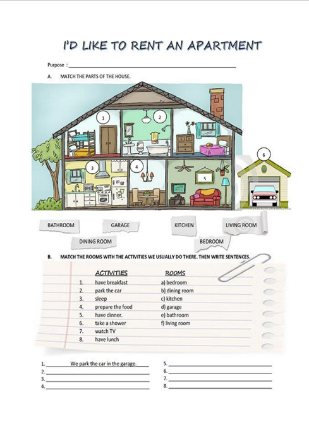 I'D LIKE TO RENT AN APARTMENT
Purpose :
A. MATCH THE PARTS OF THE HOUSE.
1
2
3
4
6
BATHROOM
GARAGE
KITCHEN
LIVING ROOM
DINING ROOM
BEDROOM
B. MATCH THE ROOMS WITH THE ACTIVITIES WE USUALLY DO THERE. THEN WRITE SENTENCES.
ACTIVITIES ROOMS
1. have breakfast a) bedroom
2. park the car b) dining room
3. sleep c) kitchen
4. prepare the food d) garage
5. have dinner. e) bathroom
6. take a shower f) living room
7. watch TV
8. have lunch
1. We park the car in the garage.
2.
3.
4.
5.
6.
7.
8.